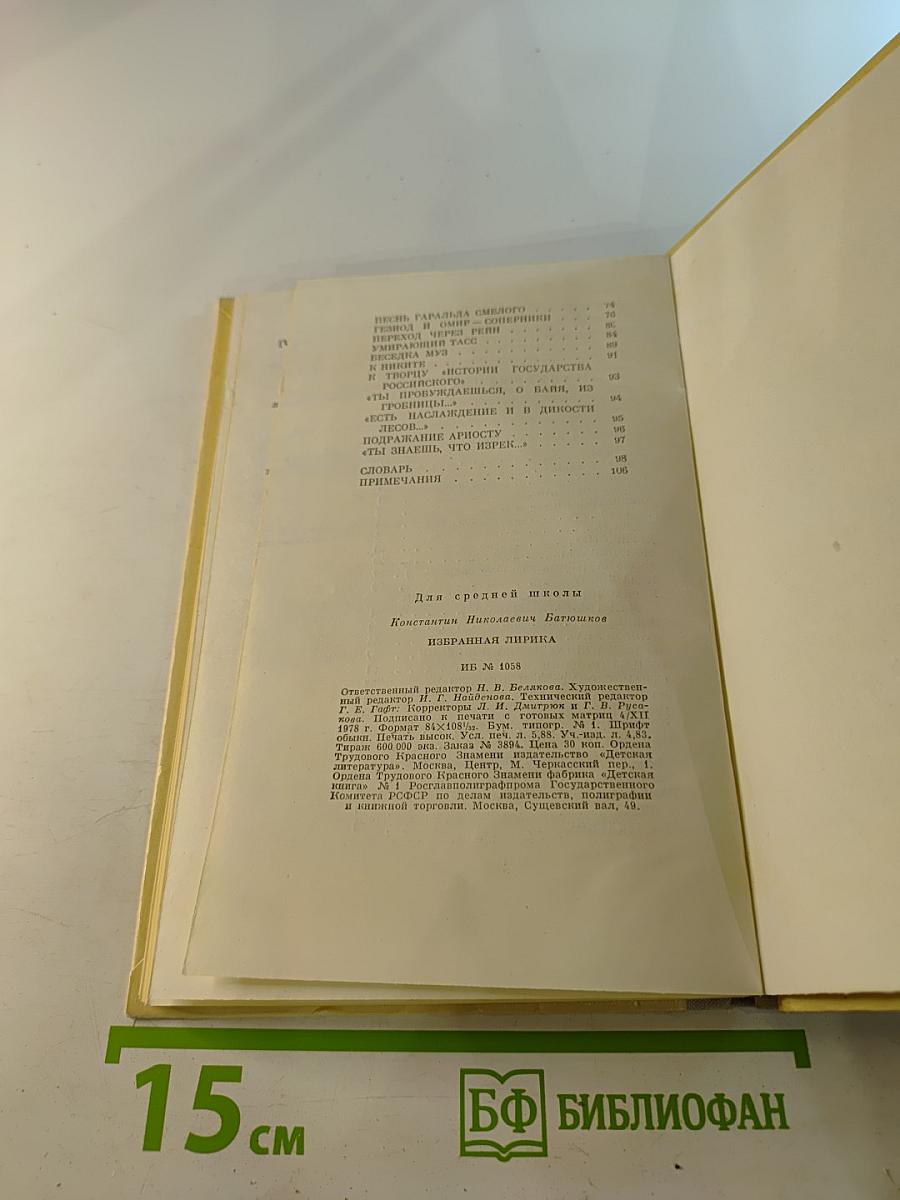 ПЕСНЬ ГАРАЛЬДА СМЕЛОГО . . . . . 74
ГЕЗИОД И ОМИР — СОПЕРНИКИ . . . 76
ПЕРЕХОД ЧЕРЕЗ РЕЙН . . . . . . . 80
УМИРАЮЩИЙ ТАСС . . . . . . . . 84
БЕСЕДКА МУЗ . . . . . . . . . . 89
К НИКИТЕ . . . . . . . . . . . 91
К ТВОРЦУ «ИСТОРИИ ГОСУДАРСТВА
РОССИЙСКОГО» . . . . . . . . . 93
«ТЫ ПРОБУЖДАЕШЬСЯ, О БАЙЯ, ИЗ
ГРОБНИЦЫ...» . . . . . . . . . . 94
«ЕСТЬ НАСЛАЖДЕНИЕ И В ДИКОСТИ
ЛЕСОВ...» . . . . . . . . . . . 95
ПОДРАЖАНИЕ АРИОСТУ . . . . . . . 96
«ТЫ ЗНАЕШЬ, ЧТО ИЗРЕК...» . . . . . 97
СЛОВАРЬ . . . . . . . . . . . . 98
ПРИМЕЧАНИЯ . . . . . . . . . . 106
Для средней школы
Константин Николаевич Батюшков
ИЗБРАННАЯ ЛИРИКА
ИБ № 1058
Ответственный редактор Н. В. Белякова. Художествен-
ный редактор И. Г. Найденова. Технический редактор
Г. Е. Гафт. Корректоры Л. И. Дмитрюк и Г. В. Руса-
кова. Подписано к печати с готовых матриц 4/XII
1978 г. Формат 84×108¹/₃₂. Бум. типогр. № 1. Шрифт
обыкн. Печать высок. Усл. печ. л. 5,88. Уч.-изд. л. 4,83.
Тираж 600 000 экз. Заказ № 3894. Цена 30 коп. Ордена
Трудового Красного Знамени издательство «Детская
литература». Москва, Центр, М. Черкасский пер., 1.
Ордена Трудового Красного Знамени фабрика «Детская
книга» № 1 Росглавполиграфпрома Государственного
Комитета РСФСР по делам издательств, полиграфии
и книжной торговли. Москва, Сущевский вал, 49.
15 см
БФ БИБЛИОФАН